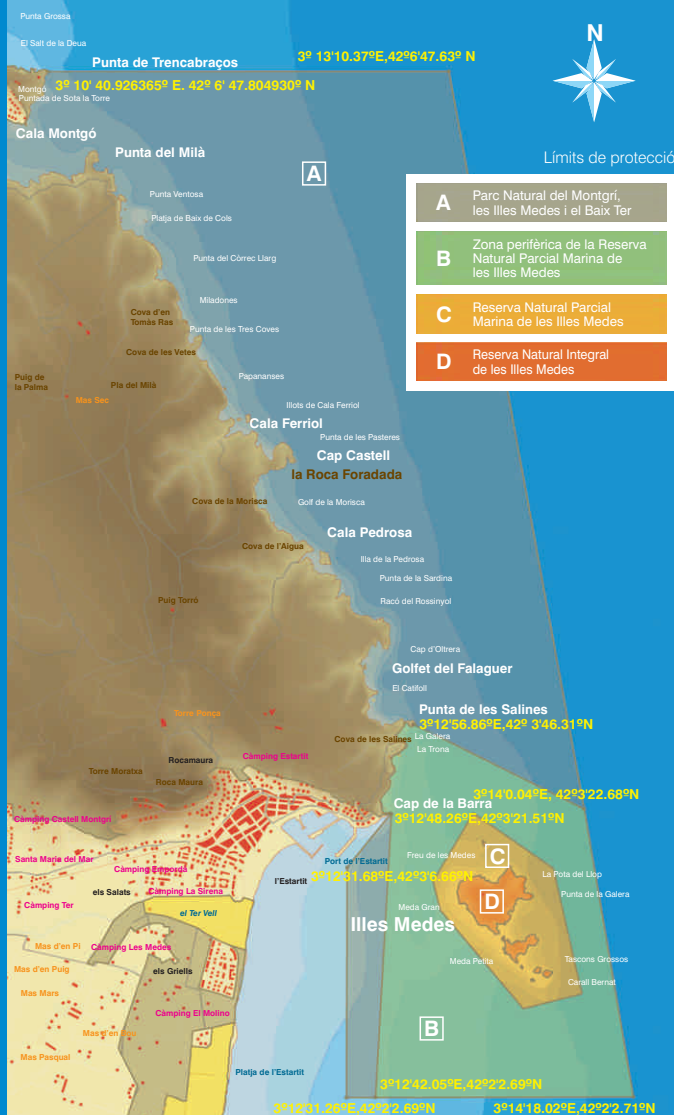 Punta Grossa
El Salt de la Deua
N
Punta de Trencabraços
3º 13'10.37ºE,42º6'47.63º N
Montgó
3º 10' 40.926365º E. 42º 6' 47.804930º N
Puntada de Sota la Torre
Cala Montgó
Punta del Milà
Límits de protecció
A
A
Parc Natural del Montgrí,
les Illes Medes i el Baix Ter
Punta Ventosa
Platja de Baix de Cols
B
Zona perifèrica de la Reserva
Natural Parcial Marina de
les Illes Medes
Punta del Còrrec Llarg
Miladones
C
Reserva Natural Parcial
Marina de les Illes Medes
Cova d'en
Tomàs Ras
Punta de les Tres Coves
Cova de les Vetes
D
Reserva Natural Integral
de les Illes Medes
Puig de
la Palma
Pla del Milà
Papananses
Mas Sec
Illots de Cala Ferriol
Cala Ferriol
Punta de les Pasteres
Cap Castell
la Roca Foradada
Cova de la Morisca
Golf de la Morisca
Cala Pedrosa
Cova de l'Aigua
Illa de la Pedrosa
Punta de la Sardina
Puig Torró
Racó del Rossinyol
Cap d'Oltrera
Golfet del Falaguer
El Catifoll
Punta de les Salines
Torre Ponça
3º12'56.86ºE,42º 3'46.31ºN
Cova de les Salines
La Galera
La Trona
Rocamaura
Càmping Estartit
Torre Moratxa
Roca Maura
3º14'0.04ºE, 42º3'22.68ºN
Cap de la Barra
3º12'48.26ºE,42º3'21.51ºN
Càmping Castell Montgrí
Santa Maria del Mar
Port de l'Estartit
Freu de les Medes
C
Càmping Empordà
l'Estartit
3º12'31.68ºE,42º3'6.66ºN
La Pota del Llop
els Salats
Càmping La Sirena
D
Punta de la Galera
Càmping Ter
el Ter Vell
Meda Gran
Illes Medes
Mas d'en Pi
Càmping Les Medes
Meda Petita
Tascons Grossos
Mas d'en Puig
els Griells
Carall Bernat
Mas Mars
Càmping El Molino
B
Mas d'en Bou
Mas Pasqual
Platja de l'Estartit
3º12'42.05ºE,42º2'2.69ºN
3º12'31.26ºE,42º2'2.69ºN
3º14'18.02ºE,42º2'2.71ºN